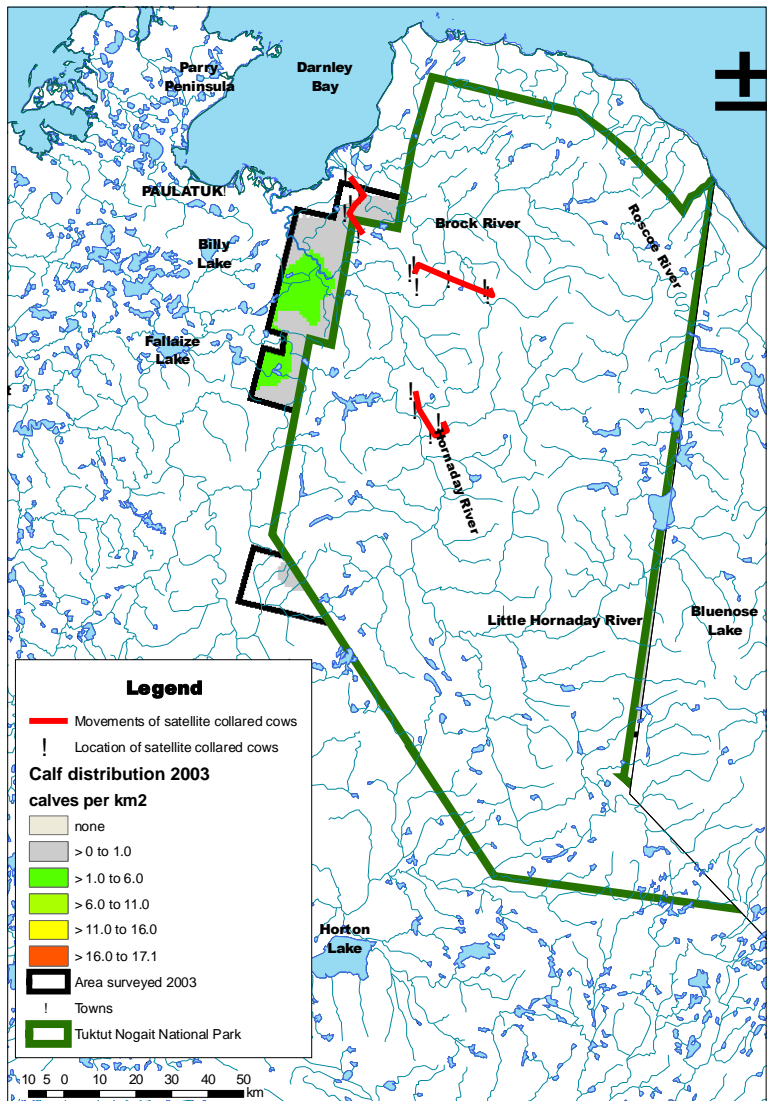 Parry
Peninsula
Darnley
Bay
PAULATUK
!
Billy
Lake
Brock River
Roscoe River
Fallaize
Lake
t
Hornaday River
Little Hornaday River
Bluenose
Lake
Horton
Lake
Legend
Movements of satellite collared cows
! Location of satellite collared cows
Calf distribution 2003
calves per km2
none
> 0 to 1.0
> 1.0 to 6.0
> 6.0 to 11.0
> 11.0 to 16.0
> 16.0 to 17.1
Area surveyed 2003
! Towns
Tuktut Nogait National Park
10 5 0 10 20 30 40 50
km